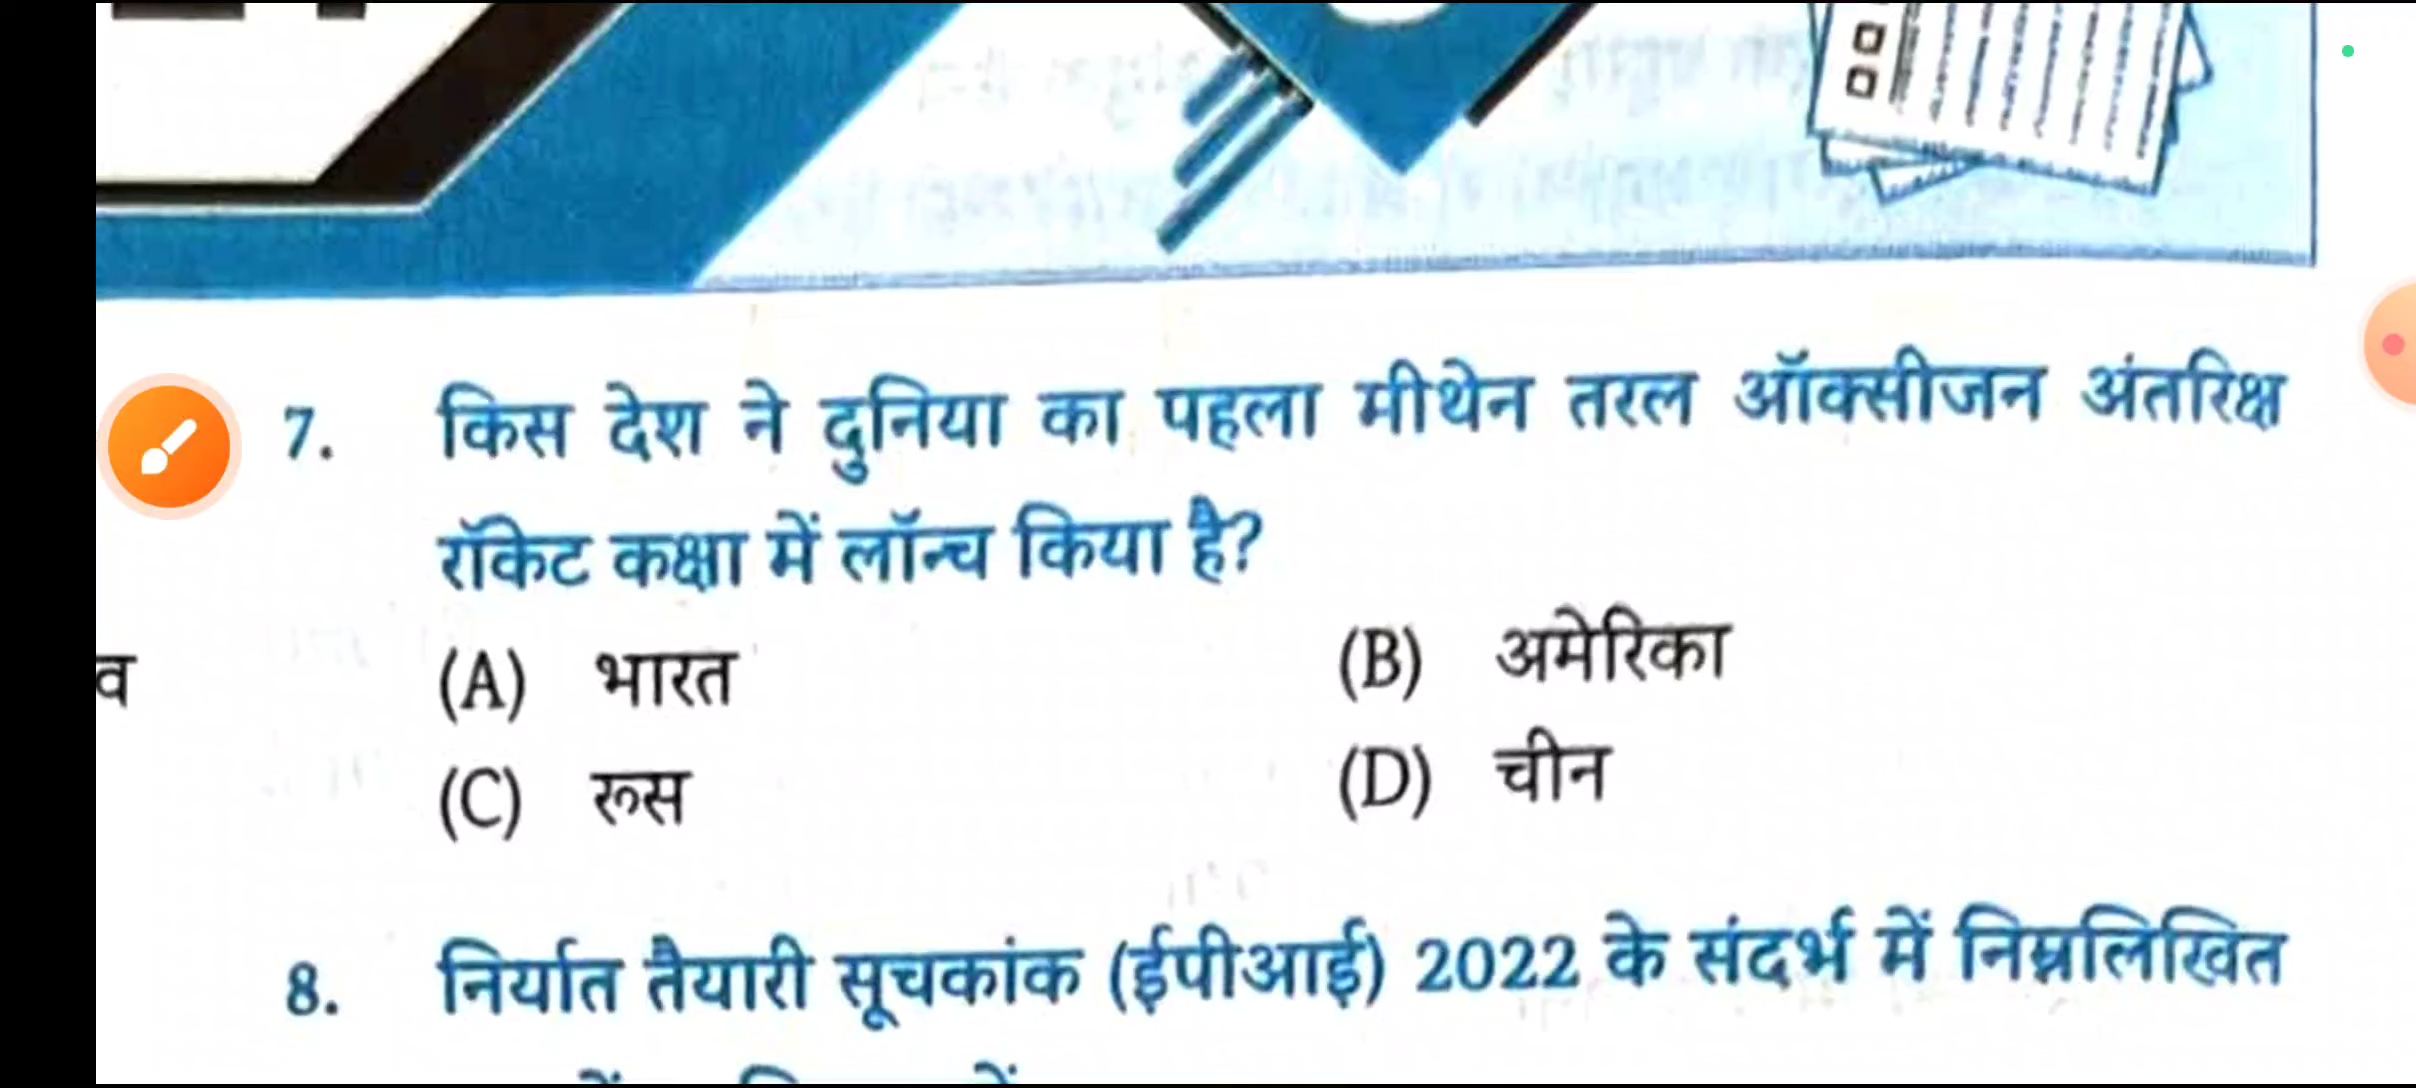 7. किस देश ने दुनिया का पहला मीथेन तरल ऑक्सीजन अंतरिक्ष
रॉकेट कक्षा में लॉन्च किया है?
व
(A) भारत (B) अमेरिका
(C) रूस (D) चीन
8. निर्यात तैयारी सूचकांक (ईपीआई) 2022 के संदर्भ में निम्नलिखित